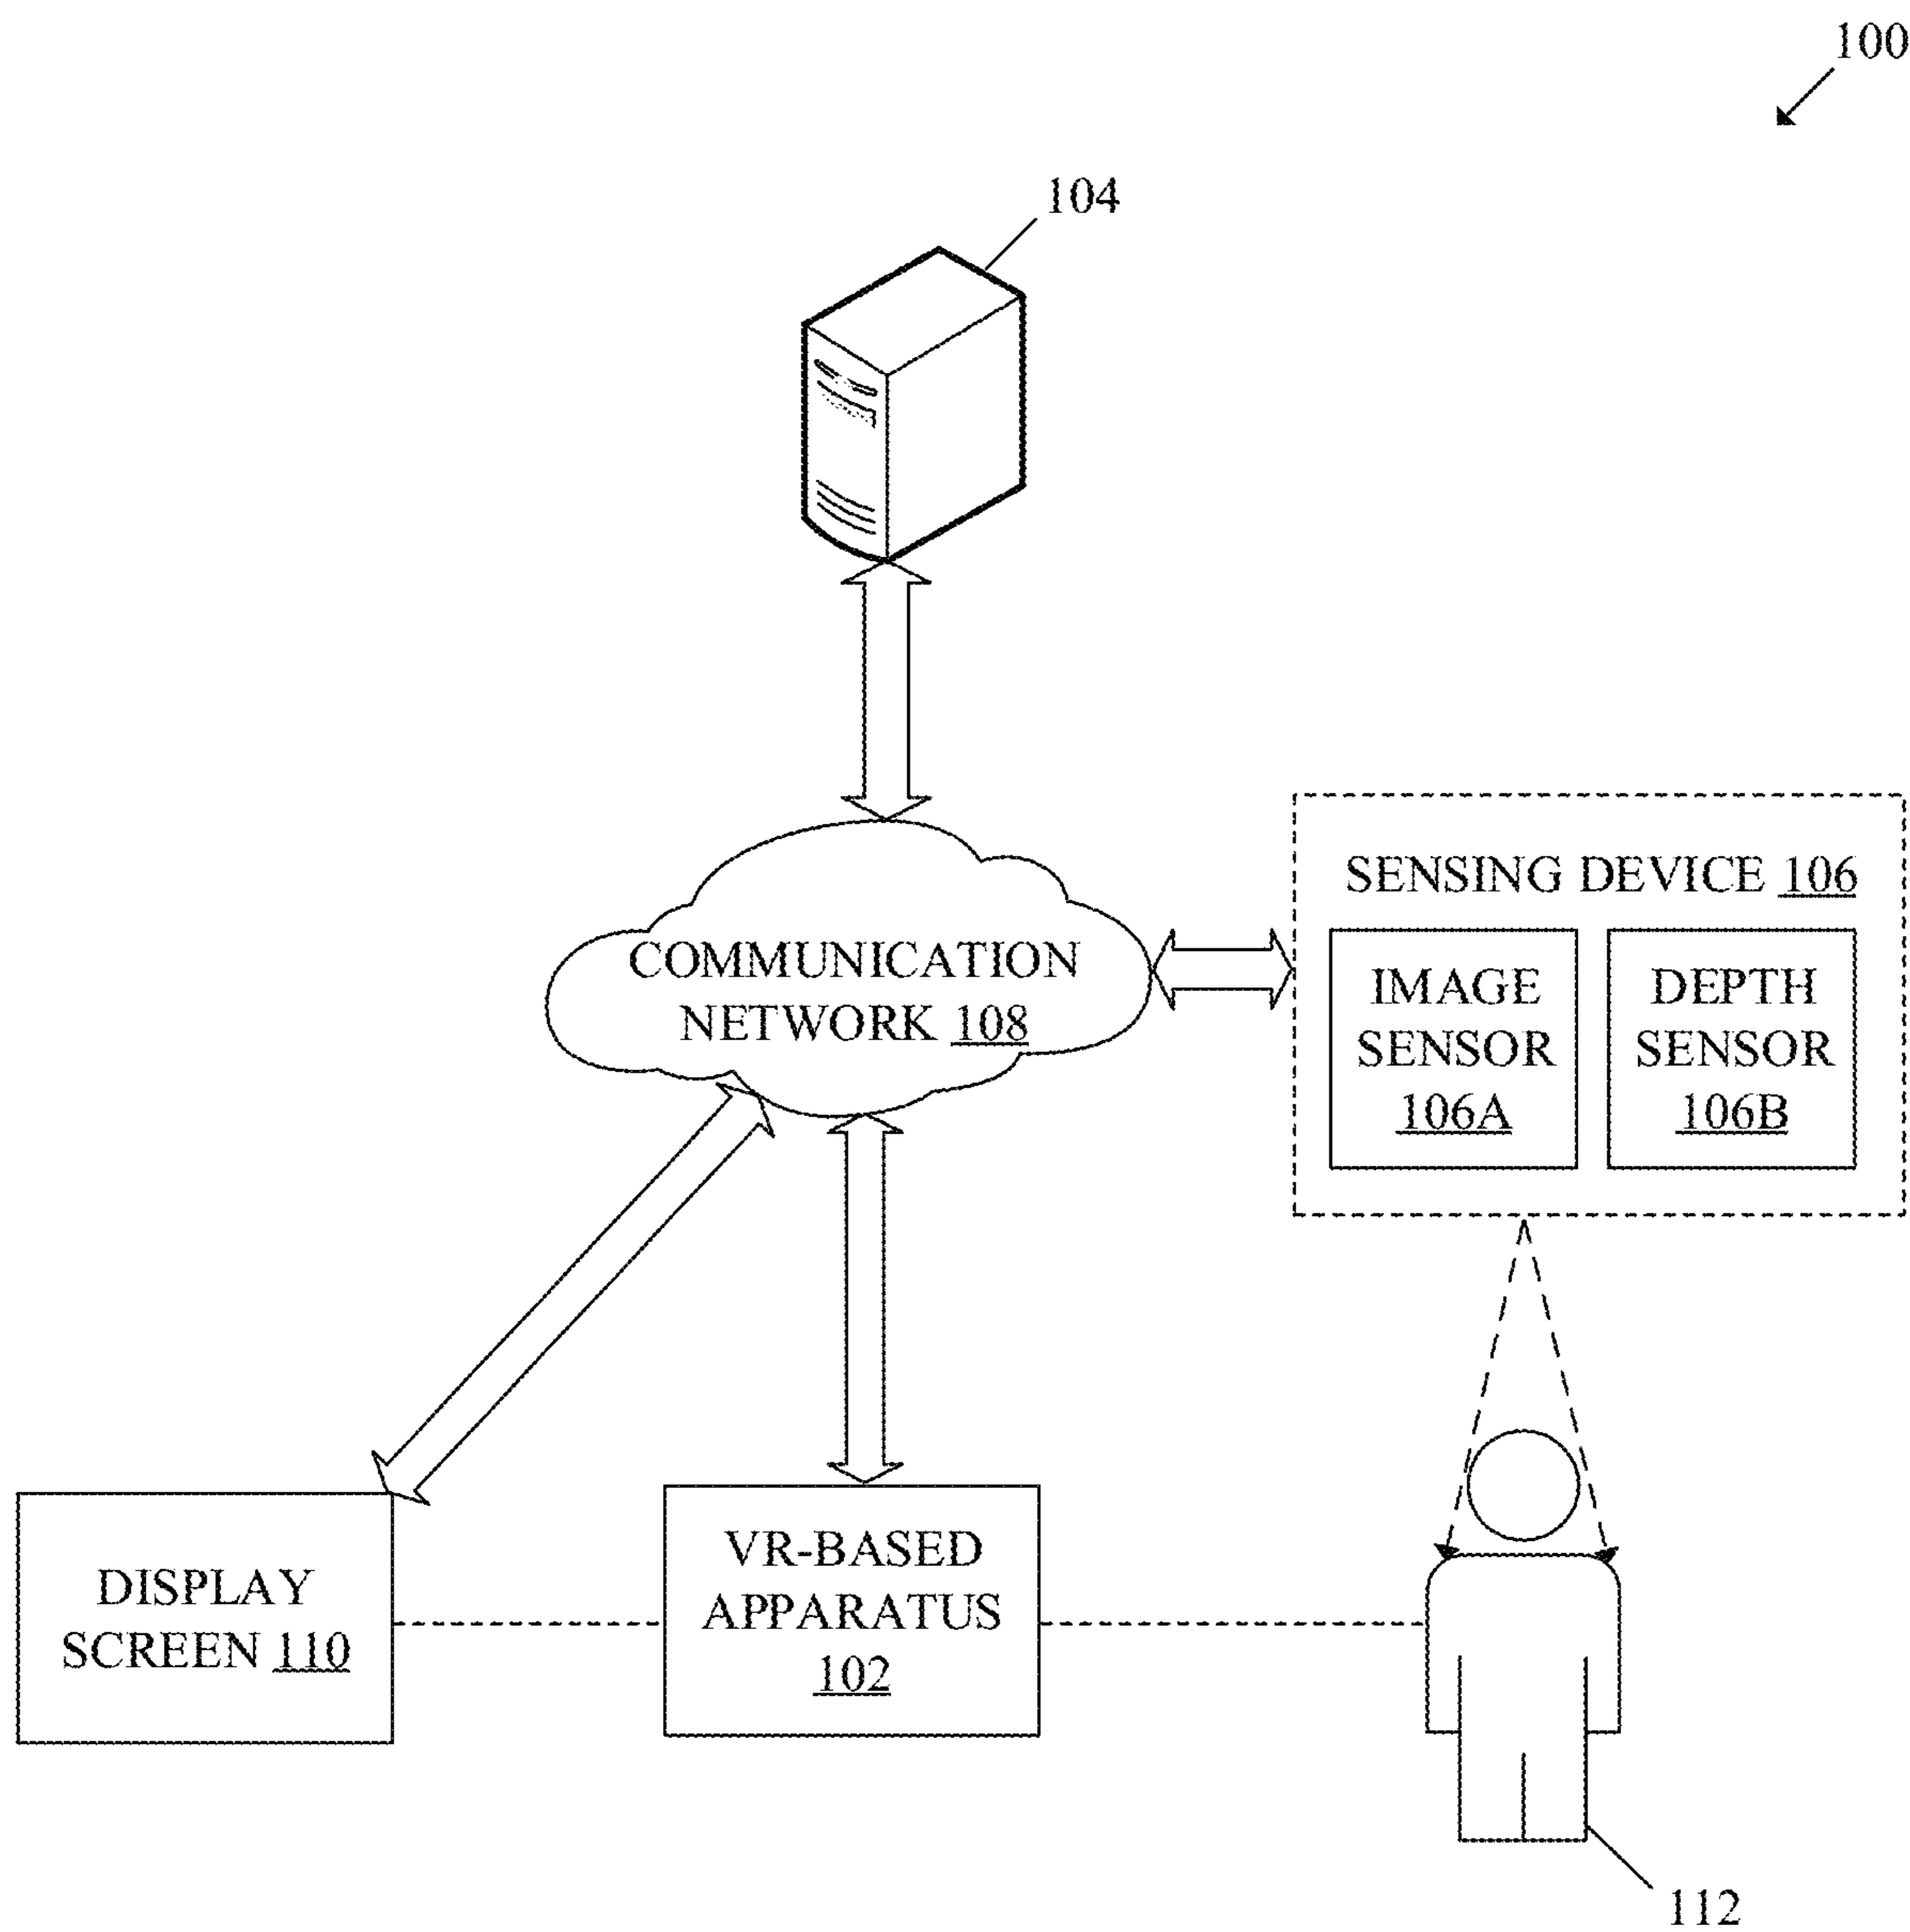 100
104
SENSING DEVICE 106
COMMUNICATION
NETWORK 108
IMAGE
SENSOR
106A
DEPTH
SENSOR
106B
DISPLAY
SCREEN 110
VR-BASED
APPARATUS
102
112